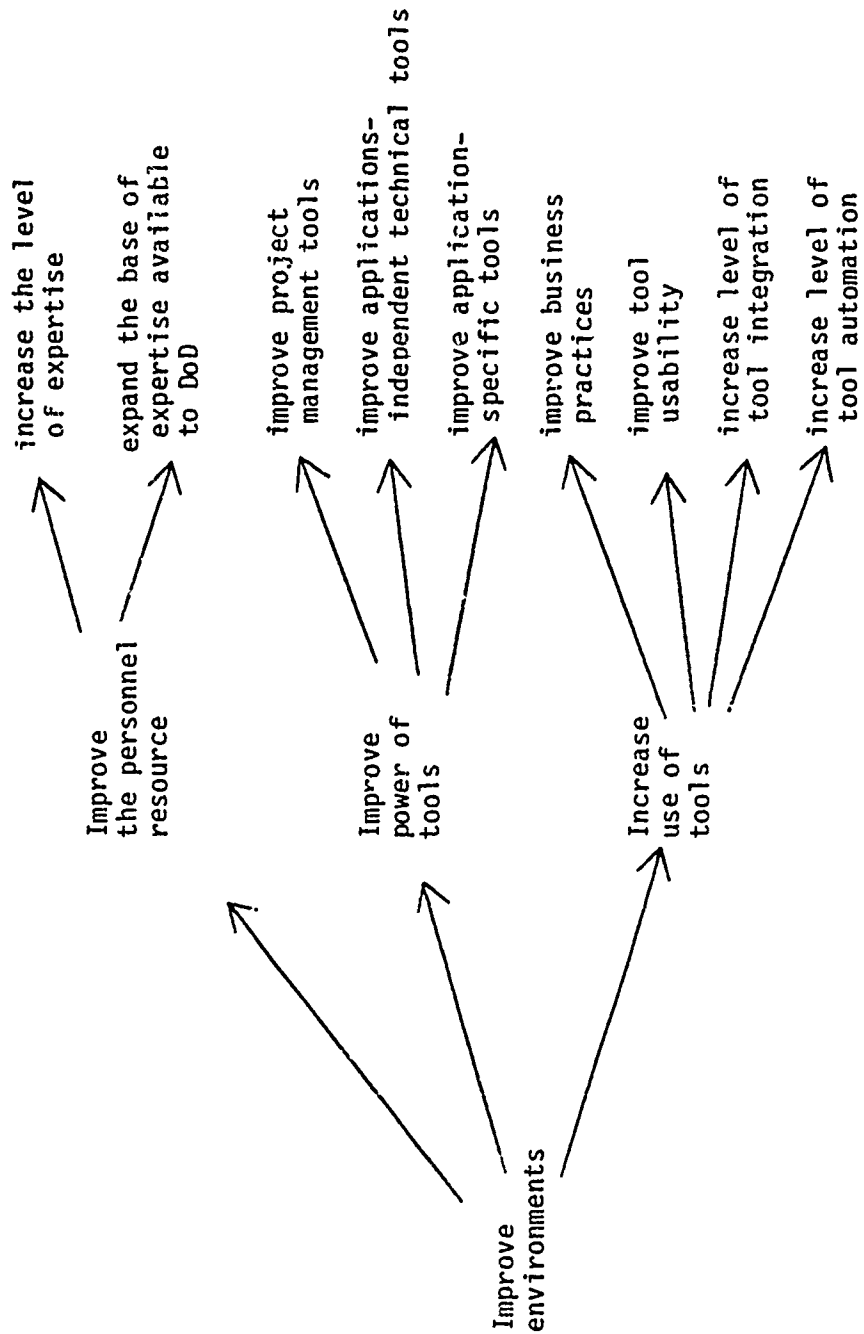 Improve
environments
Improve
the personnel
resource
Improve
power of
tools
Increase
use of
tools
increase the level
of expertise
expand the base of
expertise available
to DoD
improve project
management tools
improve applications-
independent technical tools
improve application-
specific tools
improve business
practices
improve tool
usability
increase level of
tool integration
increase level of
tool automation